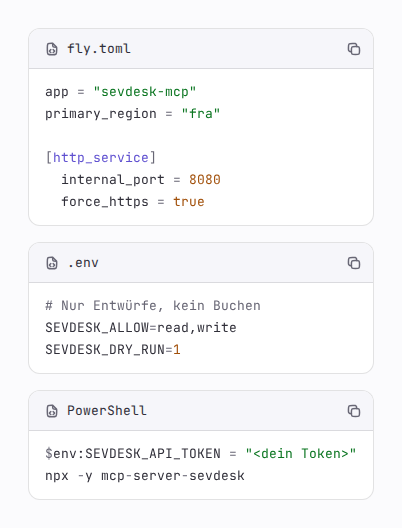 fly.toml
app = "sevdesk-mcp"
primary_region = "fra"
[http_service]
  internal_port = 8080
  force_https = true
.env
# Nur Entwürfe, kein Buchen
SEVDESK_ALLOW=read,write
SEVDESK_DRY_RUN=1
PowerShell
$env:SEVDESK_API_TOKEN = "<dein Token>"
npx -y mcp-server-sevdesk